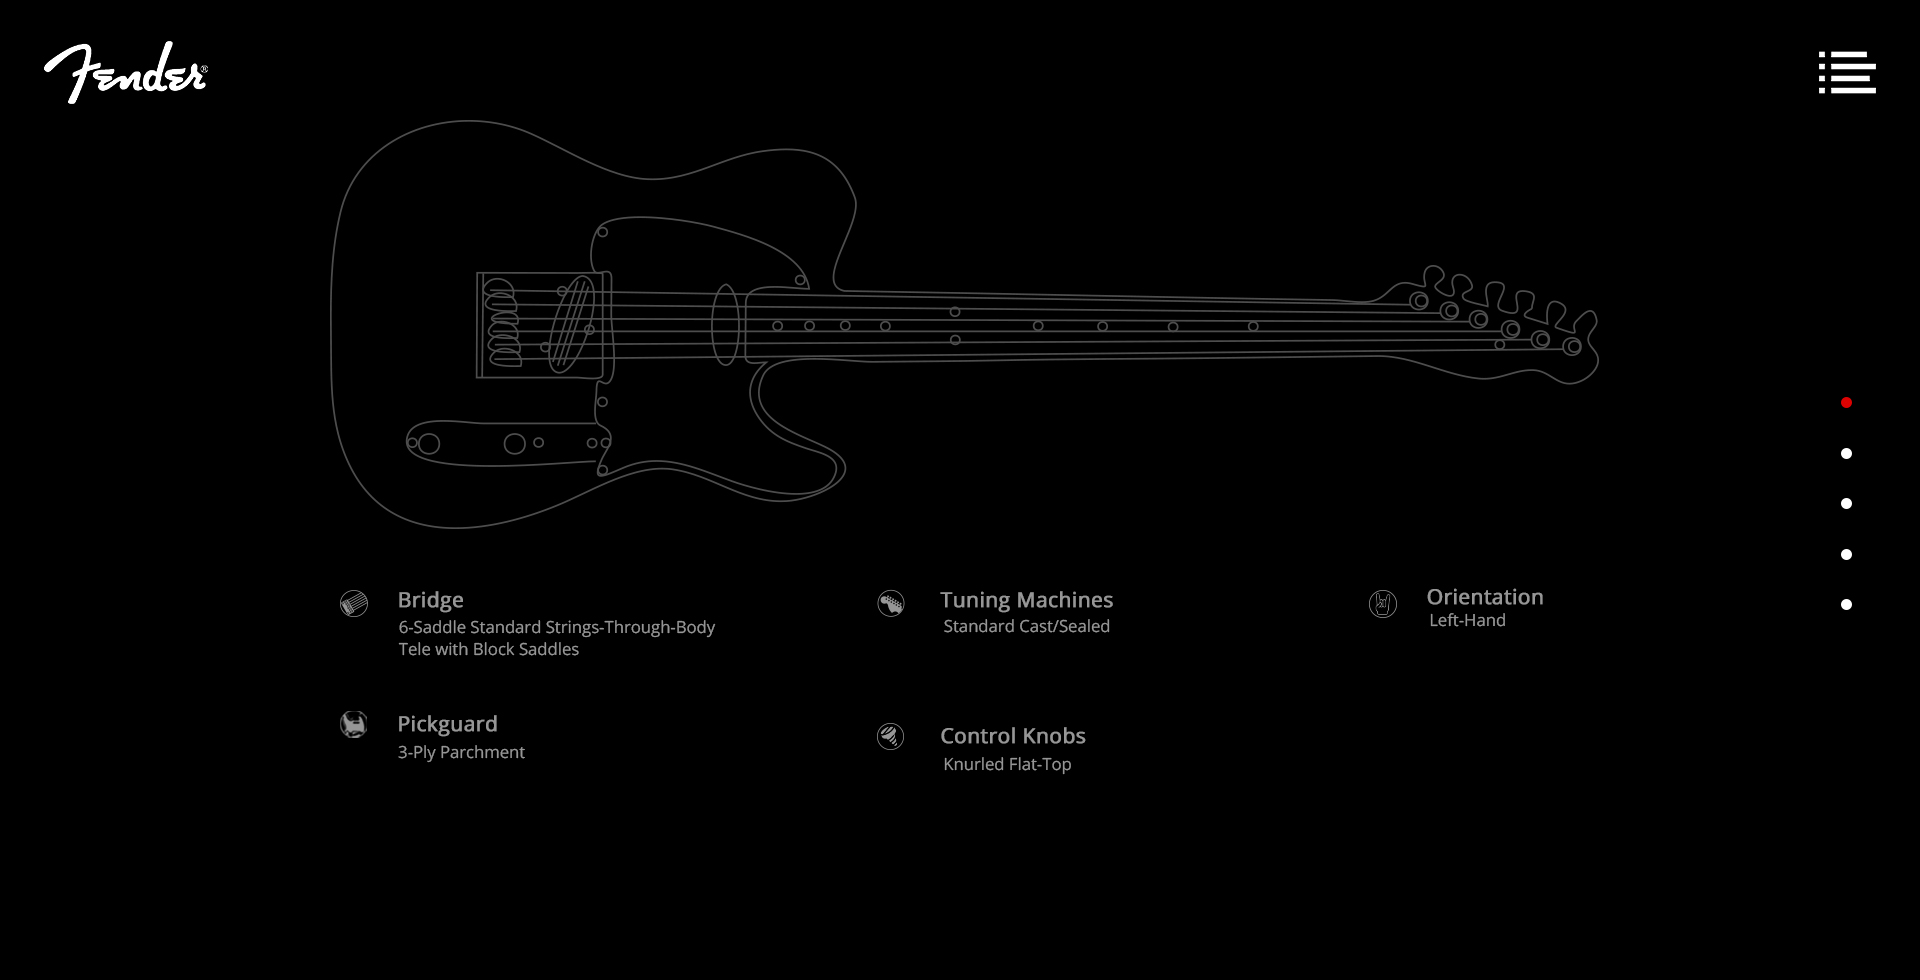 Fender®
Bridge
6-Saddle Standard Strings-Through-Body
Tele with Block Saddles
Tuning Machines
Standard Cast/Sealed
Orientation
Left-Hand
Pickguard
3-Ply Parchment
Control Knobs
Knurled Flat-Top